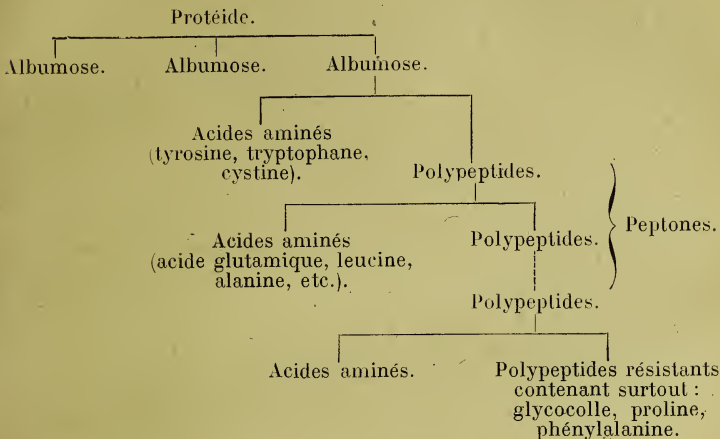 Protéide.
Albumose. Albumose. Albumose.
Acides aminés
(tyrosine, tryptophane,
cystine).
Polypeptides.
Peptones.
Acides aminés
(acide glutamique, leucine,
alanine, etc.).
Polypeptides.
Polypeptides.
Acides aminés.
Polypeptides résistants
contenant surtout :
glycocolle, proline,
phénylalanine.